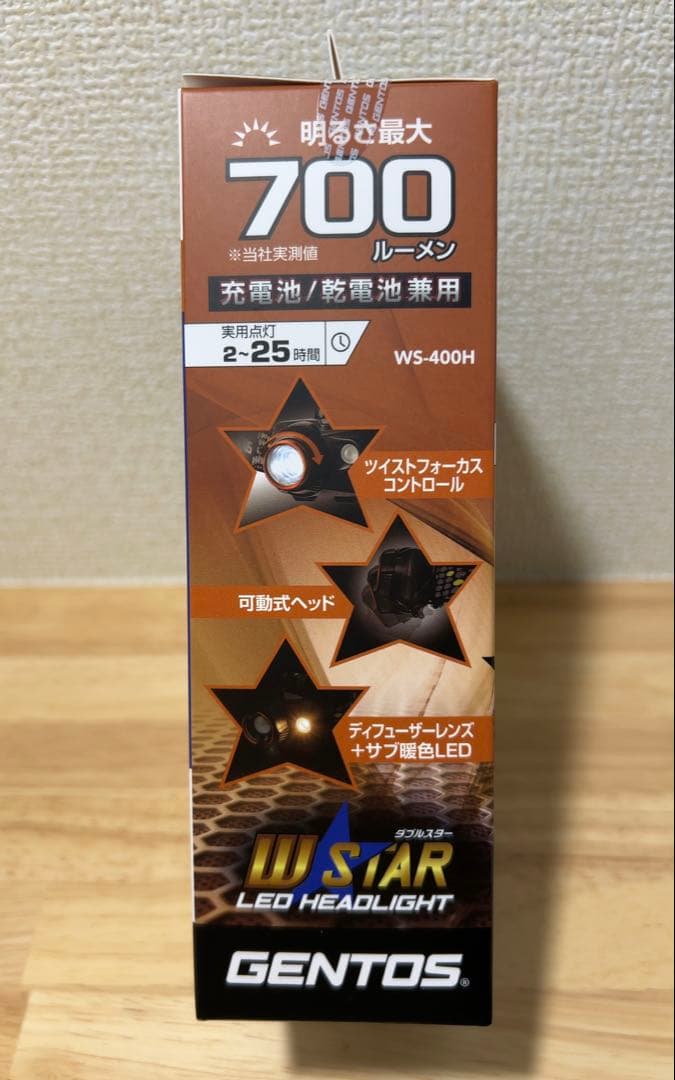 明るさ最大
700
ルーメン
※当社実測値
充電池/乾電池兼用
実用点灯
2~25時間
WS-400H
ツイストフォーカス
コントロール
可動式ヘッド
ディフューザーレンズ
+サブ暖色LED
ダブルスター
W STAR
LED HEADLIGHT
GENTOS®
GENTOS
GENTOS
GENTOS